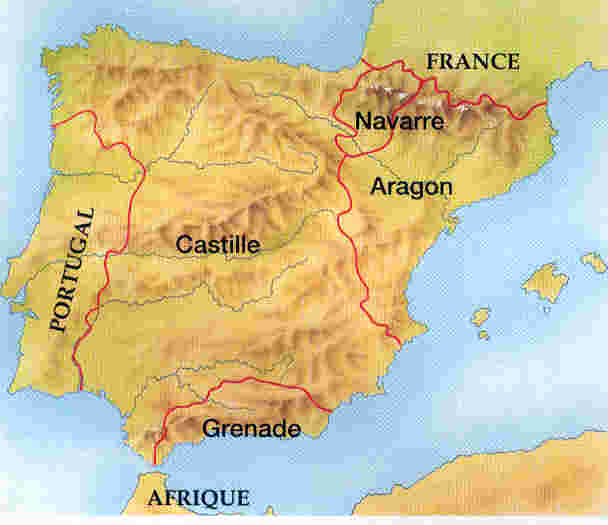 FRANCE
Navarre
Aragon
Castille
PORTUGAL
Grenade
AFRIQUE